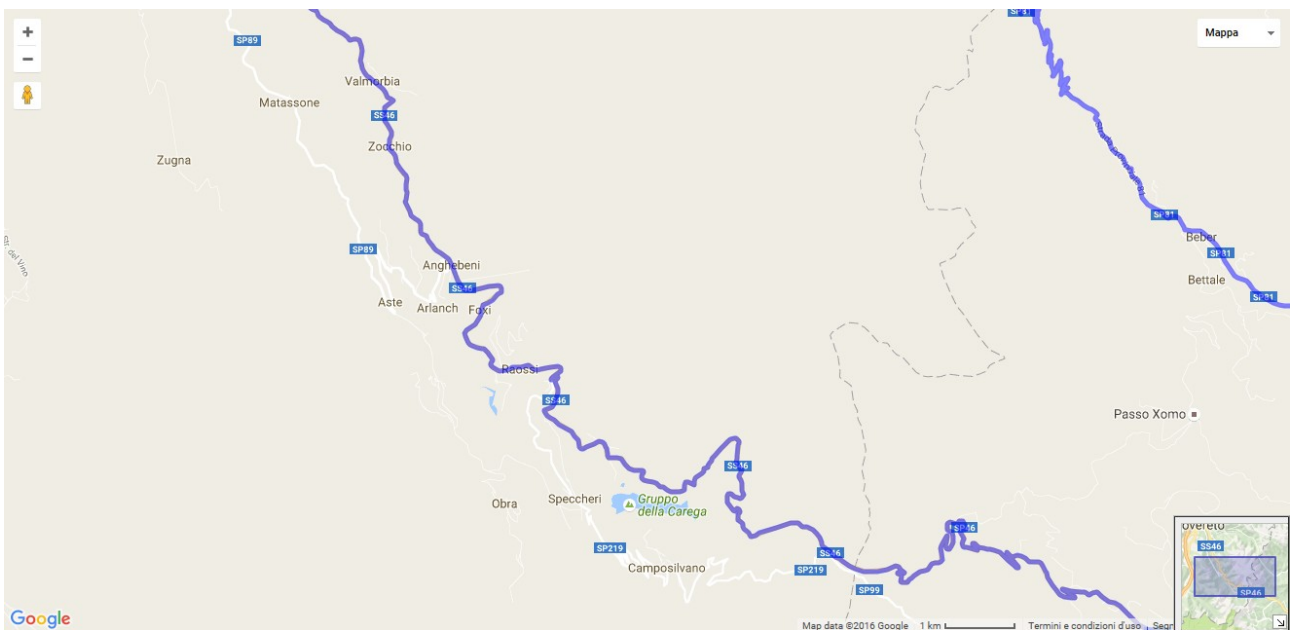 SP81
Mappa
SP89
Valmorbia
Matassone
SS46
Zocchio
Zugna
SP81
Beber
SP89
SP81
Anghebeni
Bettale
SS46
SP81
Aste
Arlanch
Foxi
Raossi
SS46
Passo Xomo
SS46
Obra
Speccheri
Gruppo
della Carega
SP46
overeto
SS46
SP219
SS46
Camposilvano
SP219
SP99
SP46
Google
Map data ©2016 Google
1 km
Termini e condizioni d'uso
Segn